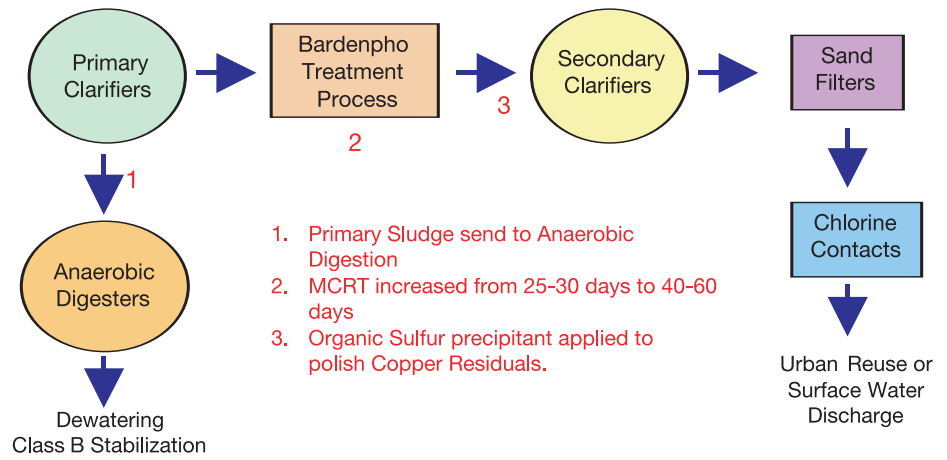 Primary
Clarifiers
Bardenpho
Treatment
Process
Secondary
Clarifiers
Sand
Filters
3
2
1
Chlorine
Contacts
Anaerobic
Digesters
1. Primary Sludge send to Anaerobic
Digestion
2. MCRT increased from 25-30 days to 40-60
days
3. Organic Sulfur precipitant applied to
polish Copper Residuals.
Urban Reuse or
Surface Water
Discharge
Dewatering
Class B Stabilization